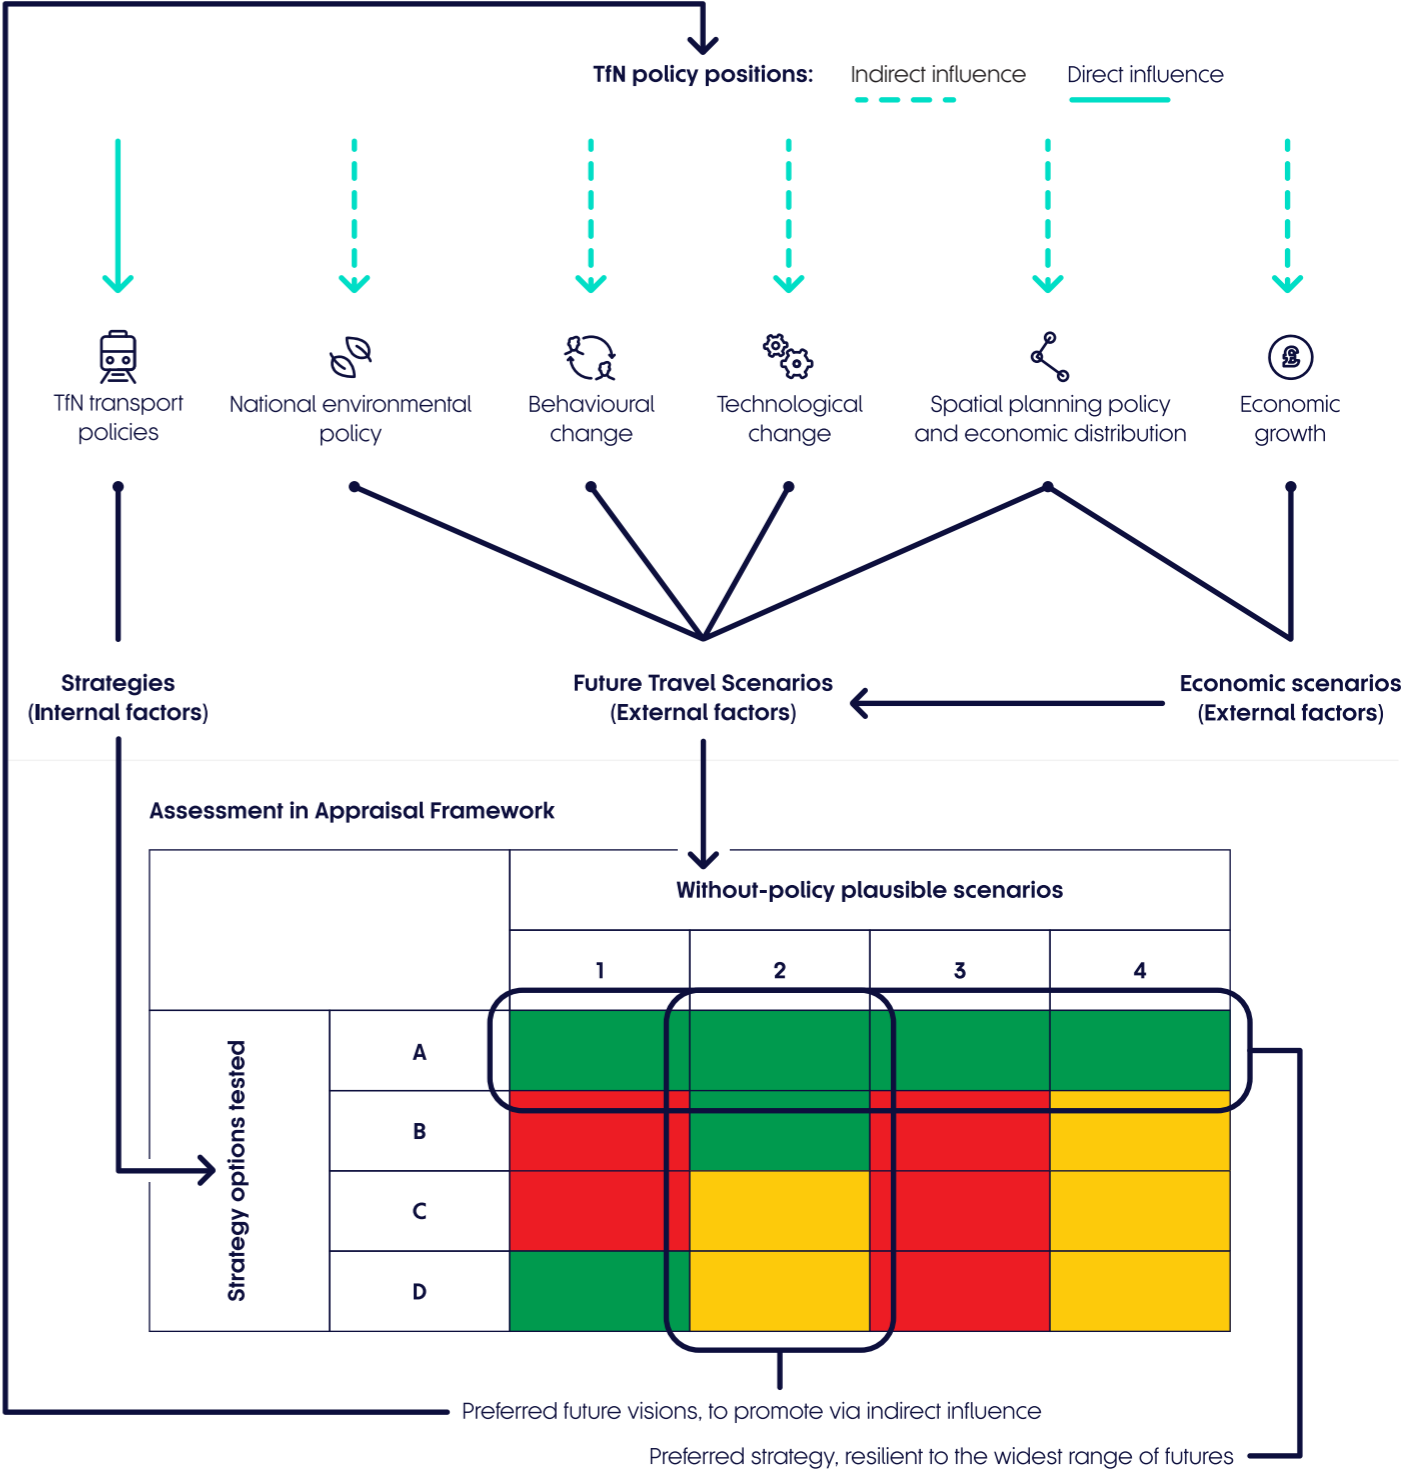 TfN policy positions: Indirect influence Direct influence
TfN transport
policies
National environmental
policy
Behavioural
change
Technological
change
Spatial planning policy
and economic distribution
£
Economic
growth
Strategies
(Internal factors)
Future Travel Scenarios
(External factors)
Economic scenarios
(External factors)
Assessment in Appraisal Framework
Without-policy plausible scenarios
1 2 3 4
Strategy options tested
A
B
C
D
Preferred future visions, to promote via indirect influence
Preferred strategy, resilient to the widest range of futures